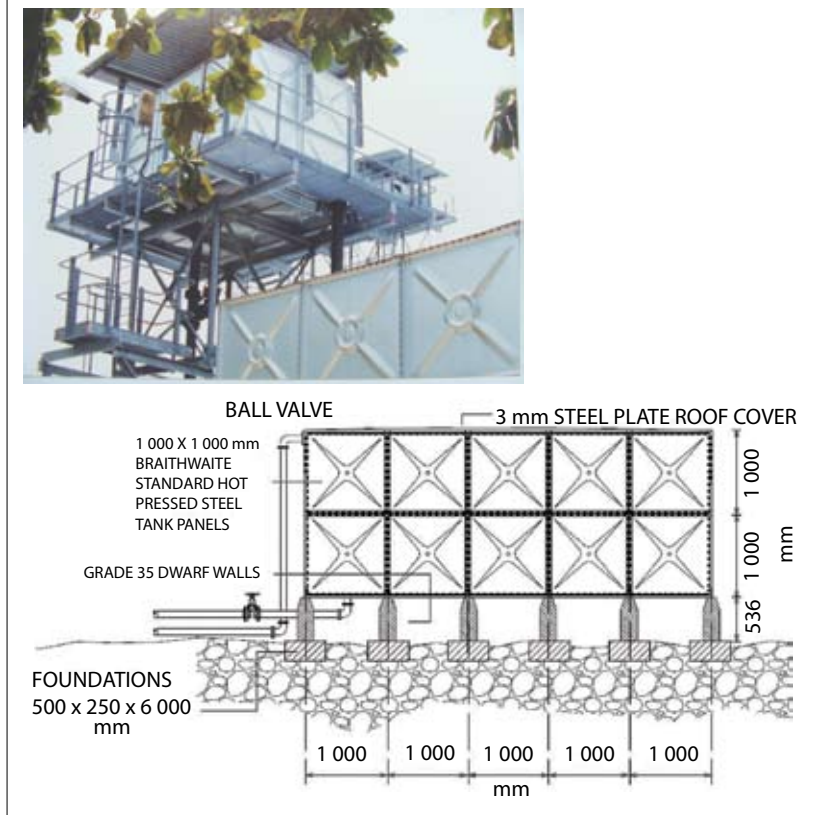 BALL VALVE
3 mm STEEL PLATE ROOF COVER
1 000 X 1 000 mm
BRAITHWAITE
STANDARD HOT
PRESSED STEEL
TANK PANELS
GRADE 35 DWARF WALLS
1 000
1 000
mm
536
FOUNDATIONS
500 x 250 x 6 000
mm
1 000
1 000
1 000
1 000
1 000
mm